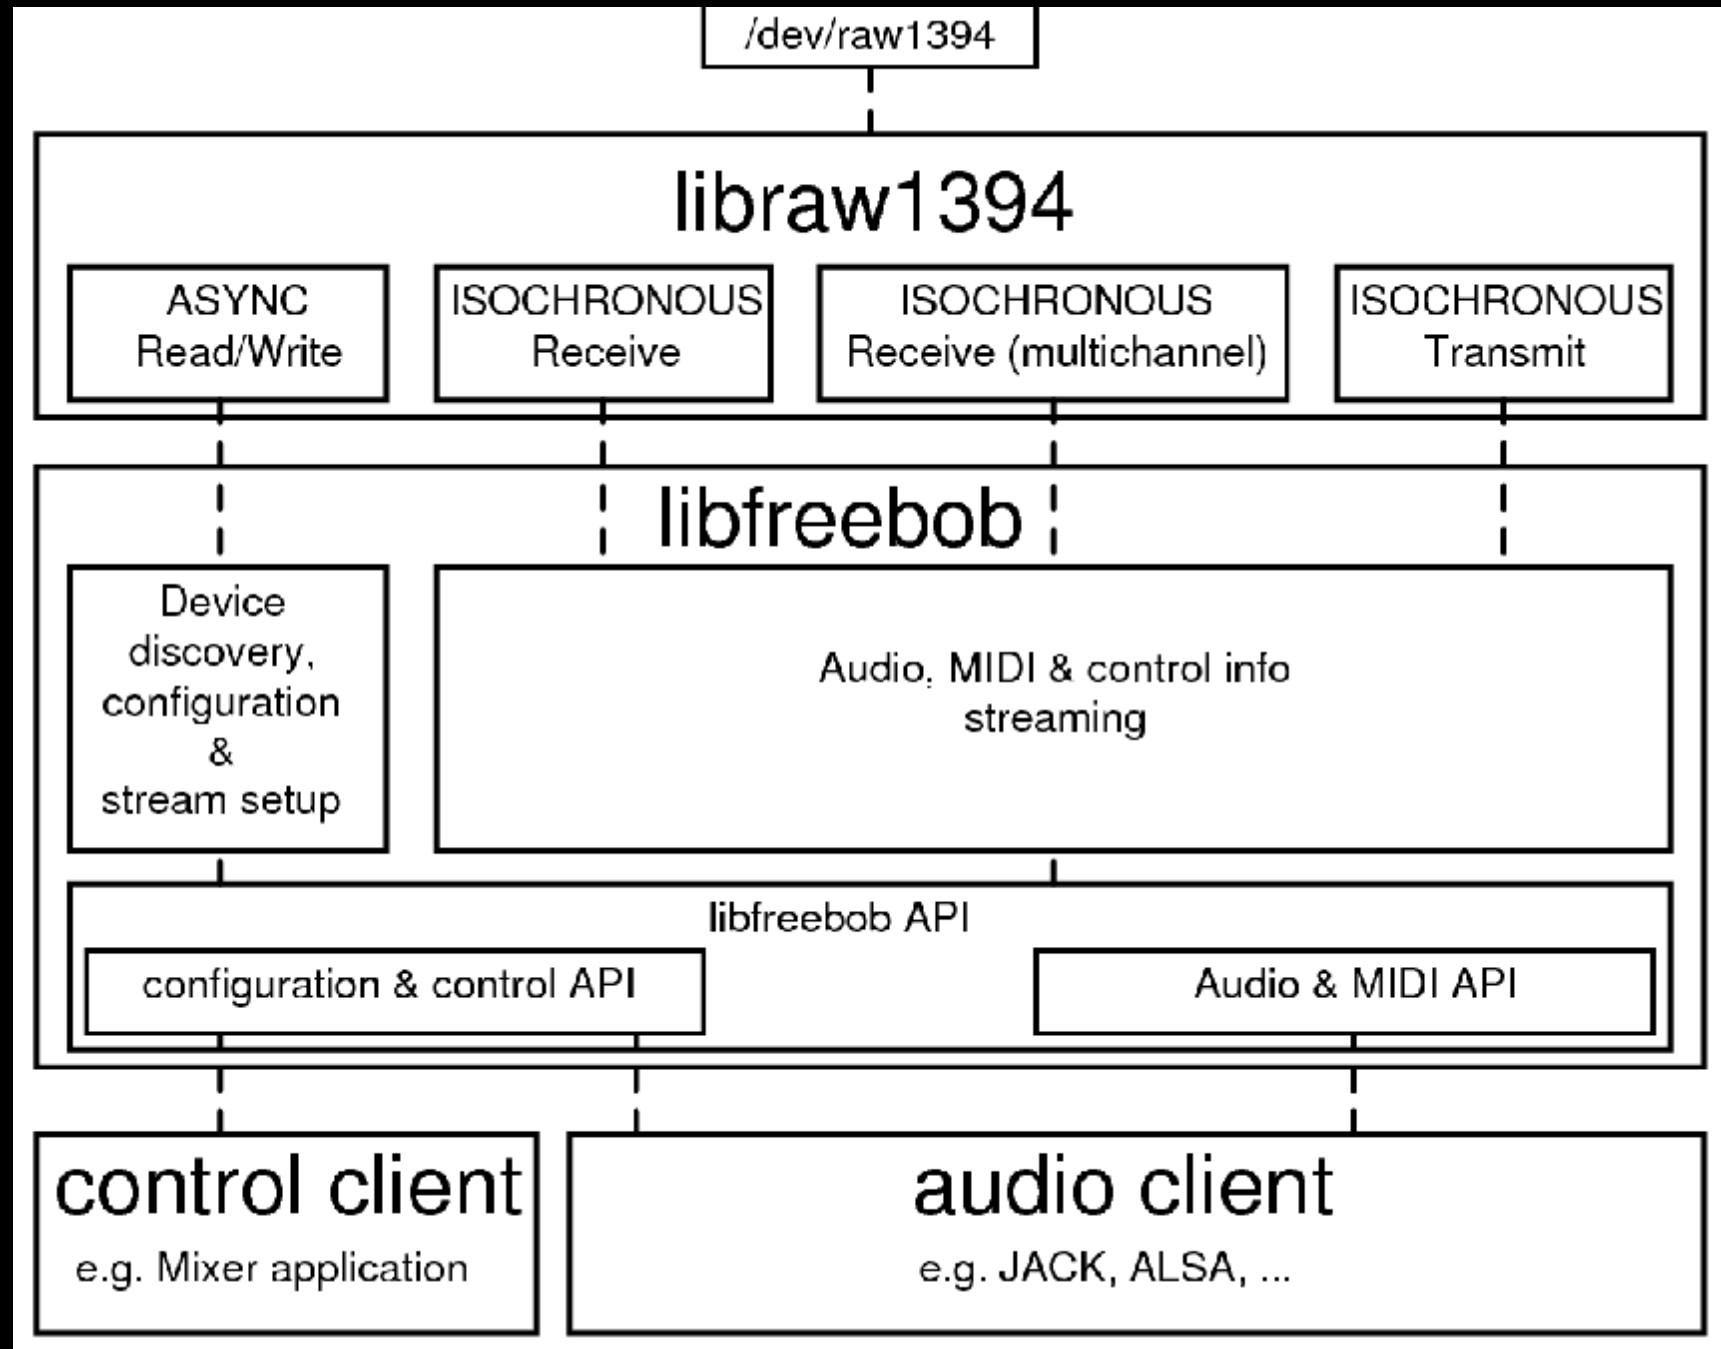 /dev/raw1394
libraw1394
ASYNC
Read/Write
ISOCHRONOUS
Receive
ISOCHRONOUS
Receive (multichannel)
ISOCHRONOUS
Transmit
libfreebob
Device
discovery,
configuration
&
stream setup
Audio, MIDI & control info
streaming
libfreebob API
configuration & control API
Audio & MIDI API
control client
e.g. Mixer application
audio client
e.g. JACK, ALSA, ...